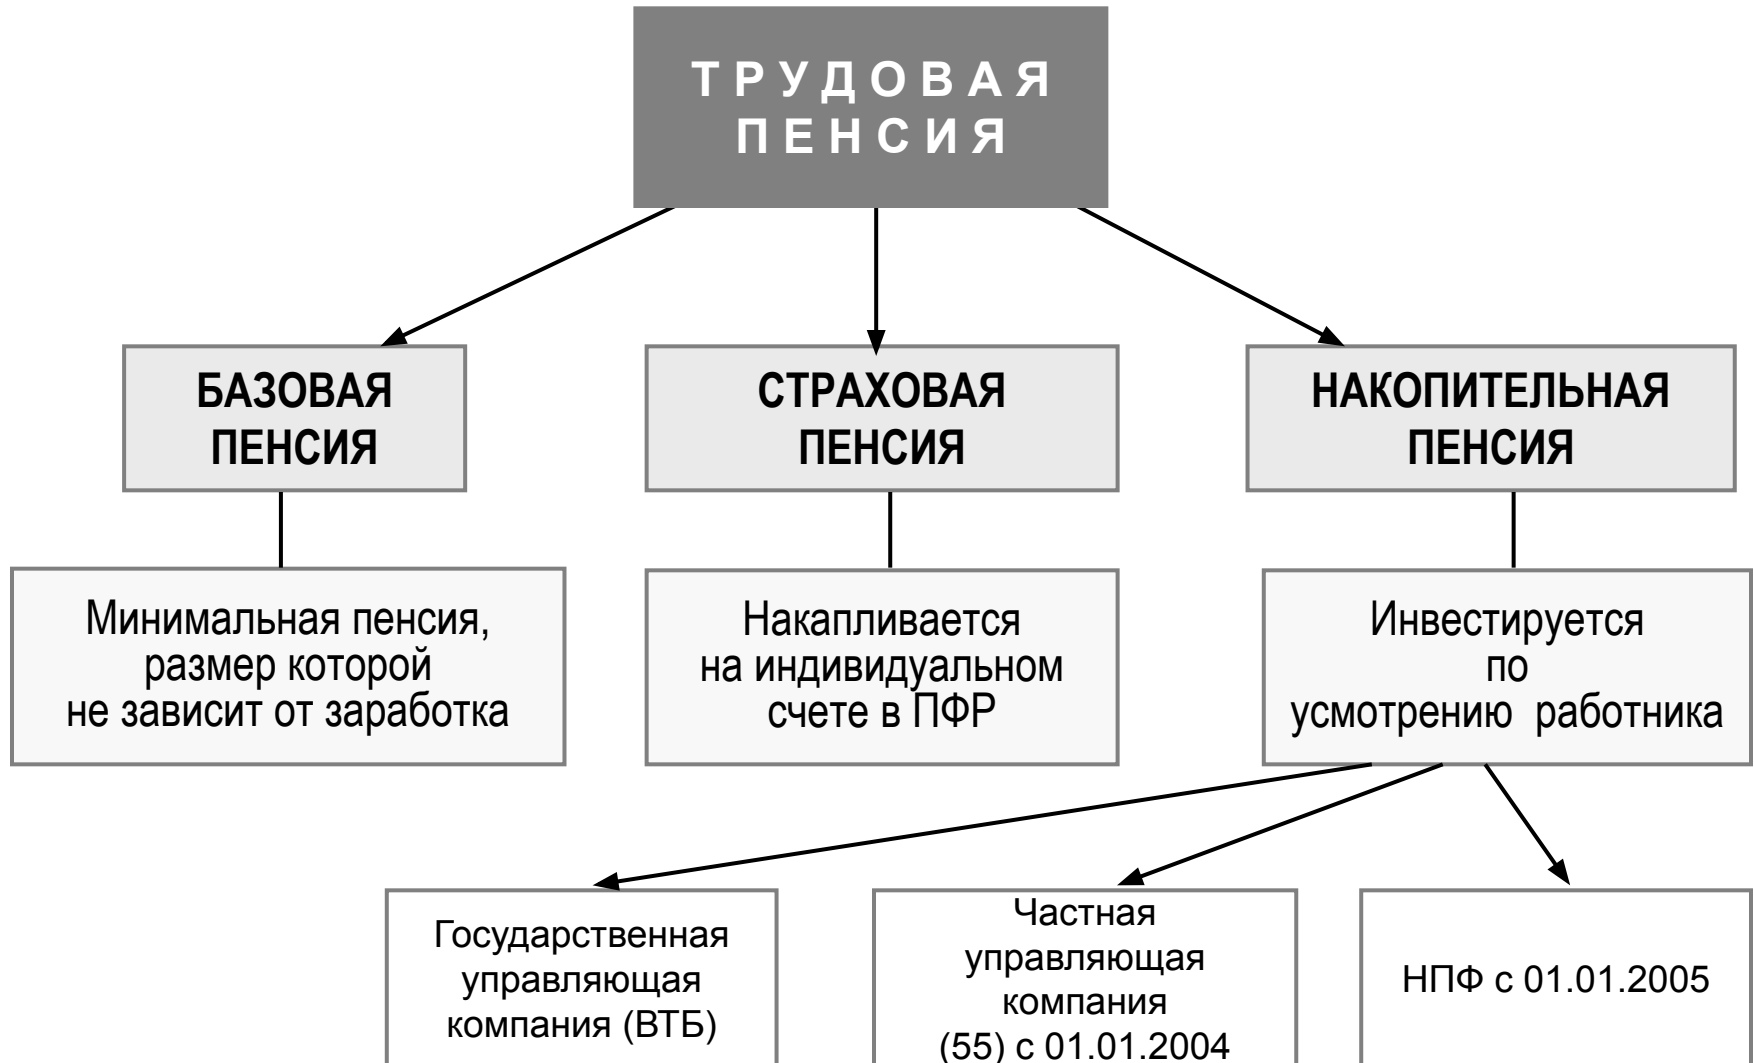 ТРУДОВАЯ
ПЕНСИЯ
БАЗОВАЯ
ПЕНСИЯ
СТРАХОВАЯ
ПЕНСИЯ
НАКОПИТЕЛЬНАЯ
ПЕНСИЯ
Минимальная пенсия,
размер которой
не зависит от заработка
Накапливается
на индивидуальном
счете в ПФР
Инвестируется
по
усмотрению работника
Государственная
управляющая
компания (ВТБ)
Частная
управляющая
компания
(55) с 01.01.2004
НПФ с 01.01.2005